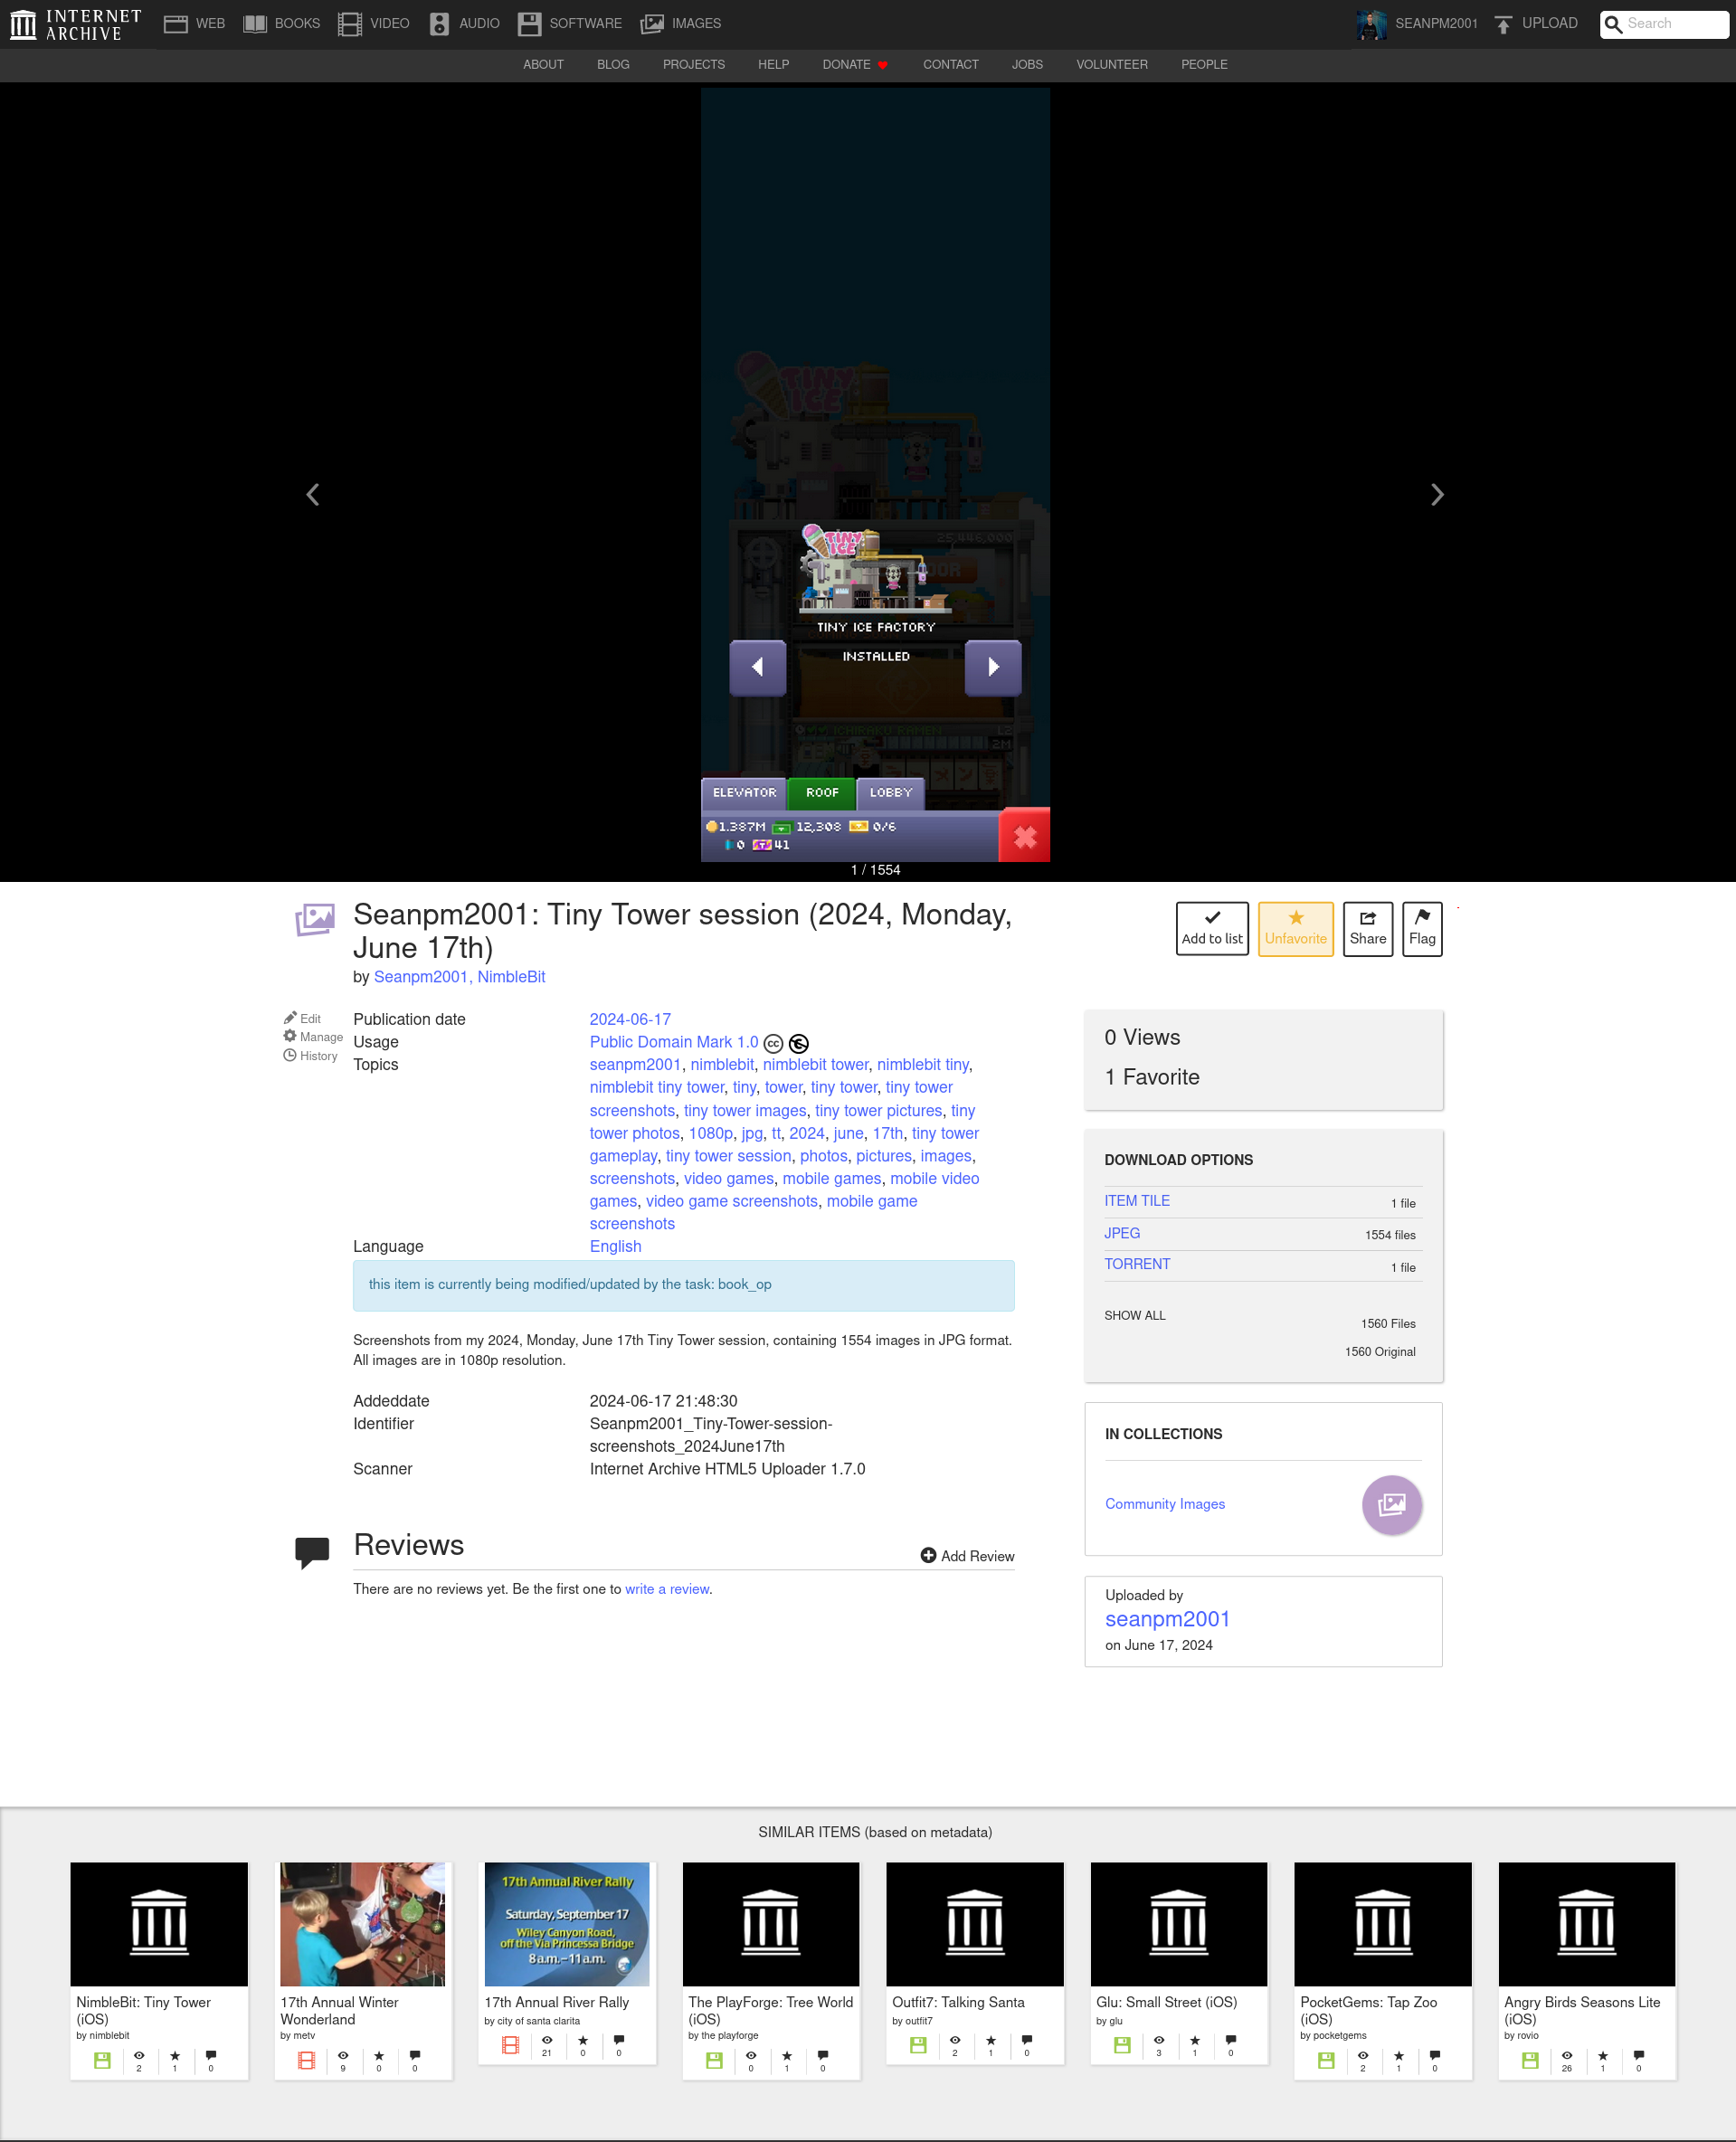 INTERNET ARCHIVE
WEB BOOKS VIDEO AUDIO SOFTWARE IMAGES SEANPM2001 UPLOAD Search
ABOUT BLOG PROJECTS HELP DONATE CONTACT JOBS VOLUNTEER PEOPLE
TINY ICE
25,446,000
TINY ICE
TINY ICE FACTORY
INSTALLED
ICHIRAKU RAMEN
2M
ELEVATOR ROOF LOBBY
1.387M 12,308 0/6
0 41
1 / 1554
Seanpm2001: Tiny Tower session (2024, Monday,
June 17th)
by Seanpm2001, NimbleBit
Add to list Unfavorite Share Flag
Edit
Manage
History
Publication date 2024-06-17
Usage Public Domain Mark 1.0
Topics seanpm2001, nimblebit, nimblebit tower, nimblebit tiny,
nimblebit tiny tower, tiny, tower, tiny tower, tiny tower
screenshots, tiny tower images, tiny tower pictures, tiny
tower photos, 1080p, jpg, tt, 2024, june, 17th, tiny tower
gameplay, tiny tower session, photos, pictures, images,
screenshots, video games, mobile games, mobile video
games, video game screenshots, mobile game
screenshots
Language English
this item is currently being modified/updated by the task: book_op
Screenshots from my 2024, Monday, June 17th Tiny Tower session, containing 1554 images in JPG format.
All images are in 1080p resolution.
Addeddate 2024-06-17 21:48:30
Identifier Seanpm2001_Tiny-Tower-session-
screenshots_2024June17th
Scanner Internet Archive HTML5 Uploader 1.7.0
Reviews
Add Review
There are no reviews yet. Be the first one to write a review.
0 Views
1 Favorite
DOWNLOAD OPTIONS
ITEM TILE 1 file
JPEG 1554 files
TORRENT 1 file
SHOW ALL 1560 Files
1560 Original
IN COLLECTIONS
Community Images
Uploaded by
seanpm2001
on June 17, 2024
SIMILAR ITEMS (based on metadata)
NimbleBit: Tiny Tower
(iOS)
by nimblebit
2 1 0
17th Annual Winter
Wonderland
by metv
9 0 0
17th Annual River Rally
Saturday, September 17
Wiley Canyon Road,
off the Via Princessa Bridge
8 a.m. – 11 a.m.
17th Annual River Rally
by city of santa clarita
21 0 0
The PlayForge: Tree World
(iOS)
by the playforge
0 1 0
Outfit7: Talking Santa
by outfit7
2 1 0
Glu: Small Street (iOS)
by glu
3 1 0
PocketGems: Tap Zoo
(iOS)
by pocketgems
2 1 0
Angry Birds Seasons Lite
(iOS)
by rovio
26 1 0